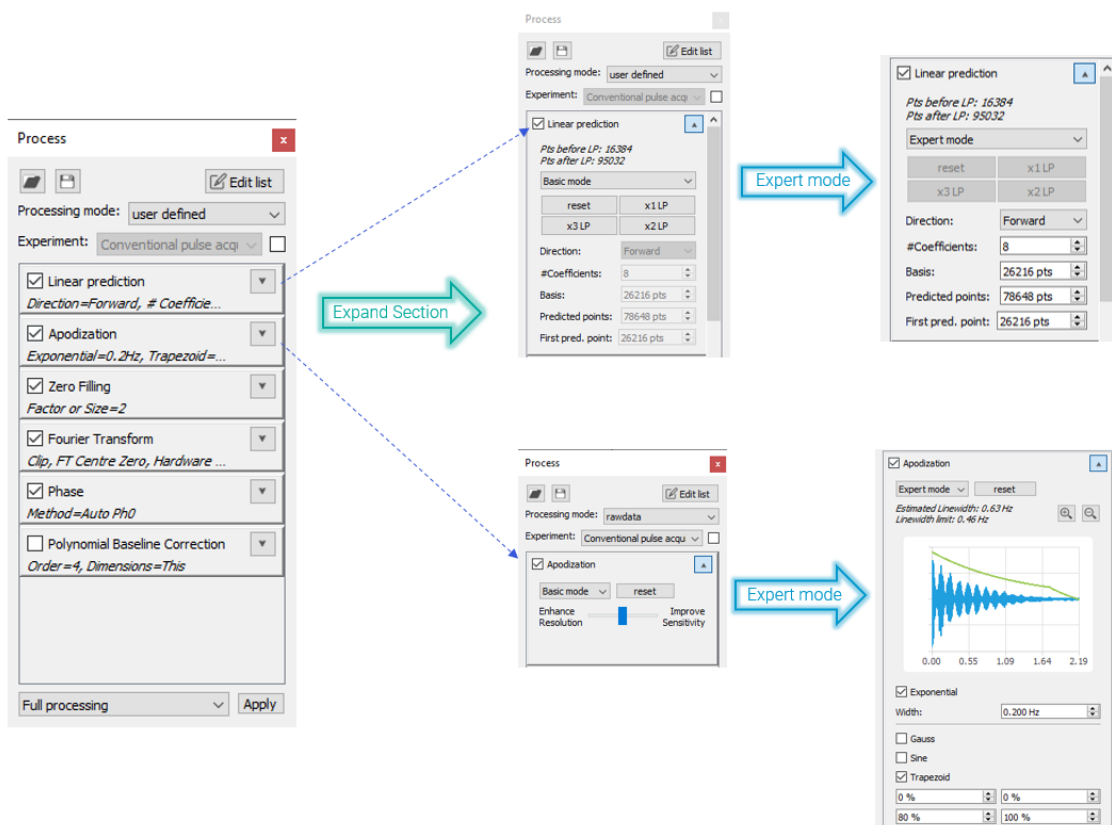 Process
x
Edit list
Processing mode: user defined
Experiment: Conventional pulse acqu
Linear prediction
Direction=Forward, # Coefficie...
Apodization
Exponential=0.2Hz, Trapezoid=...
Zero Filling
Factor or Size=2
Fourier Transform
Clip, FT Centre Zero, Hardware ...
Phase
Method=Auto Ph0
Polynomial Baseline Correction
Order=4, Dimensions=This
Full processing
Apply
Expand Section
Process
x
Edit list
Processing mode: user defined
Experiment: Conventional pulse acqu
Linear prediction
Pts before LP: 16384
Pts after LP: 95032
Basic mode
reset x1 LP
x3 LP x2 LP
Direction: Forward
#Coefficients: 8
Basis: 26216 pts
Predicted points: 78648 pts
First pred. point: 26216 pts
Expert mode
Linear prediction
Pts before LP: 16384
Pts after LP: 95032
Expert mode
reset x1 LP
x3 LP x2 LP
Direction: Forward
#Coefficients: 8
Basis: 26216 pts
Predicted points: 78648 pts
First pred. point: 26216 pts
Process
x
Edit list
Processing mode: rawdata
Experiment: Conventional pulse acqu
Apodization
Basic mode reset
Enhance Resolution
Improve Sensitivity
Expert mode
Apodization
Expert mode reset
Estimated Linewidth: 0.63 Hz
Linewidth limit: 0.46 Hz
0.00 0.55 1.09 1.64 2.19
Exponential
Width: 0.200 Hz
Gauss
Sine
Trapezoid
0 % 0 %
80 % 100 %